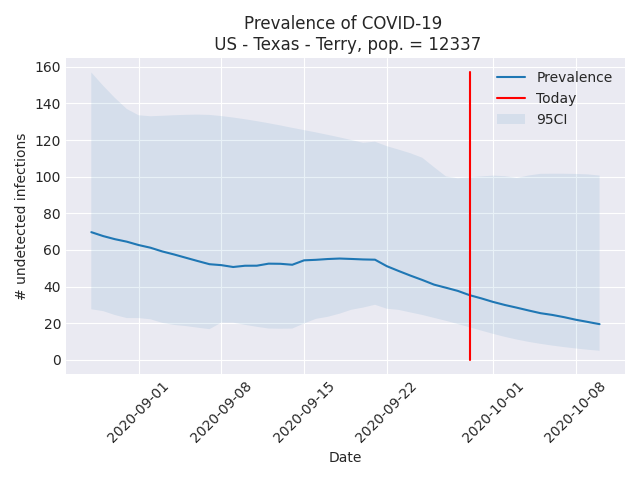 Prevalence of COVID-19
US - Texas - Terry, pop. = 12337
Prevalence
Today
95CI
# undetected infections
160
140
120
100
80
60
40
20
0
2020-09-01
2020-09-08
2020-09-15
2020-09-22
2020-10-01
2020-10-08
Date